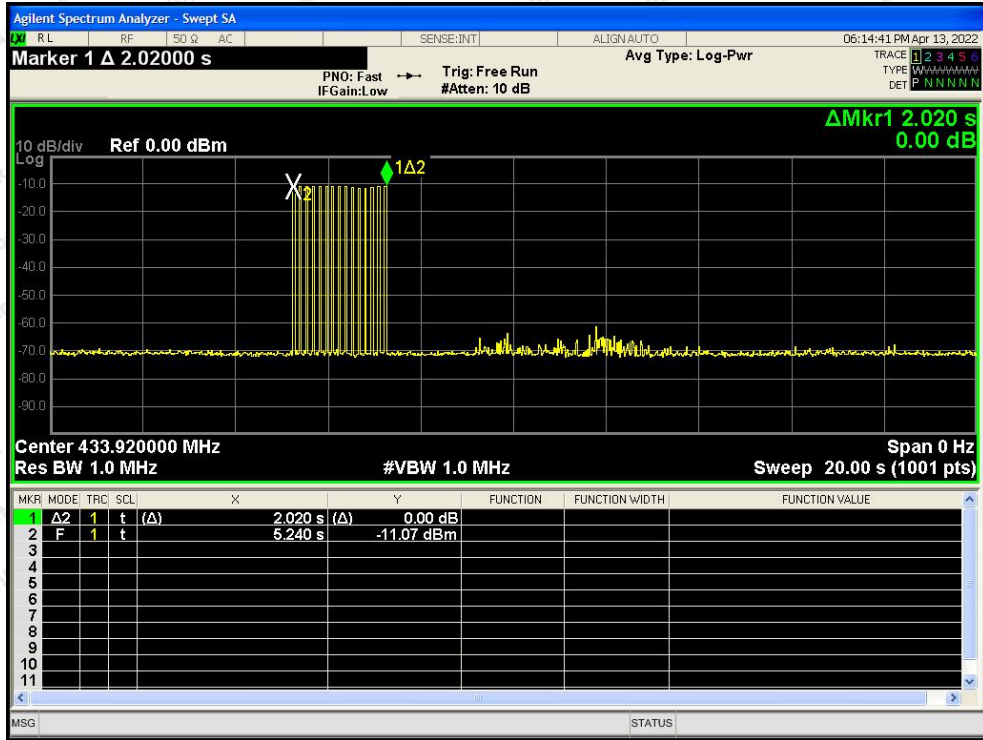 Agilent Spectrum Analyzer - Swept SA
LXI RL RF 50 Ω AC SENSE:INT ALIGN AUTO 06:14:41 PM Apr 13, 2022
Marker 1 Δ 2.02000 s
PNO: Fast
IFGain:Low
Trig: Free Run
#Atten: 10 dB
Avg Type: Log-Pwr
TRACE 1 2 3 4 5 6
TYPE W
DET P N N N N N
ΔMkr1 2.020 s
0.00 dB
10 dB/div Ref 0.00 dBm
Log
1Δ2
2
-10.0
-20.0
-30.0
-40.0
-50.0
-60.0
-70.0
-80.0
-90.0
Center 433.920000 MHz Span 0 Hz
Res BW 1.0 MHz #VBW 1.0 MHz Sweep 20.00 s (1001 pts)
MKR MODE TRC SCL X Y FUNCTION FUNCTION WIDTH FUNCTION VALUE
1 Δ2 1 t (Δ) 2.020 s (Δ) 0.00 dB
2 F 1 t 5.240 s -11.07 dBm
3
4
5
6
7
8
9
10
11
MSG STATUS